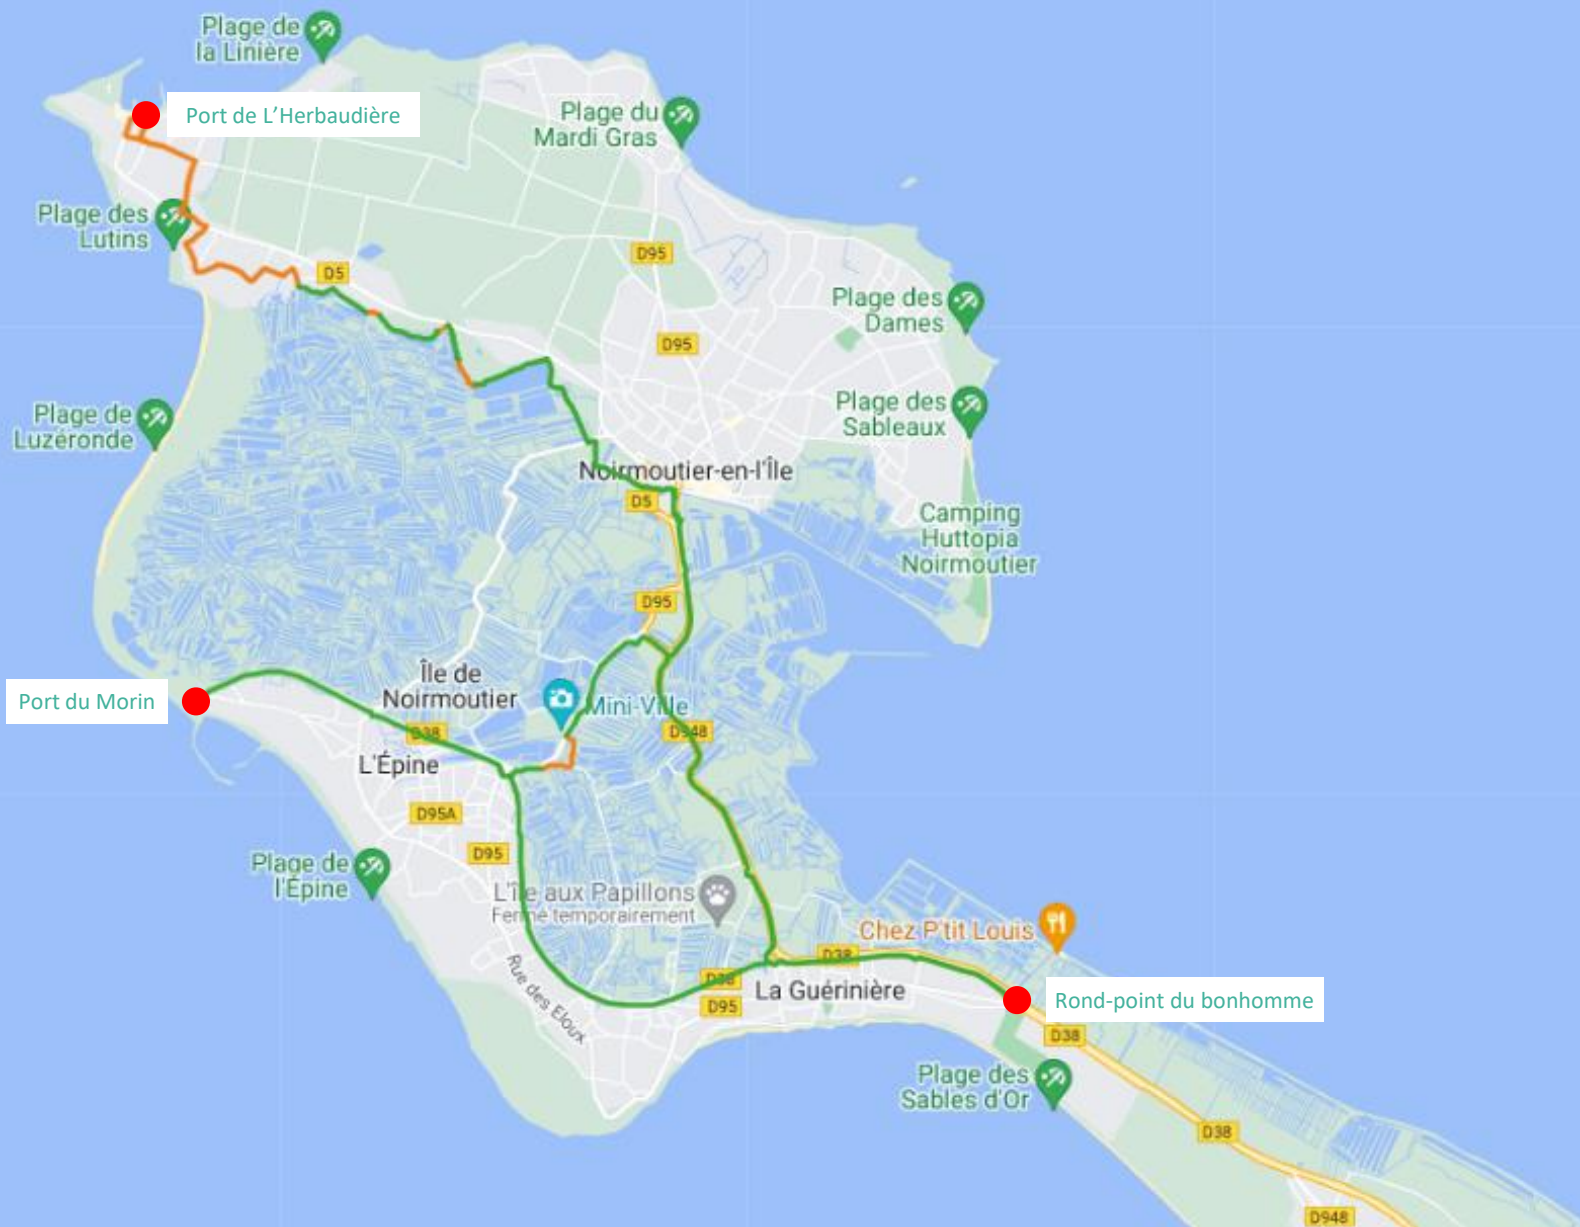 Plage de
la Linière
Port de L’Herbaudière
Plage du
Mardi Gras
Plage des
Lutins
D95
D5
Plage des
Dames
D95
Plage de
Luzéronde
Plage des
Sableaux
Noirmoutier-en-l'Île
D5
Camping
Huttopia
Noirmoutier
D95
Île de
Noirmoutier
Port du Morin
Mini-Ville
D38
D948
L'Épine
D95A
D95
Plage de
l'Épine
L'île aux Papillons
Fermé temporairement
Chez P'tit Louis
D38
Rue des Eloux
D38
La Guérinière
D95
Rond-point du bonhomme
D38
Plage des
Sables d'Or
D38
D948